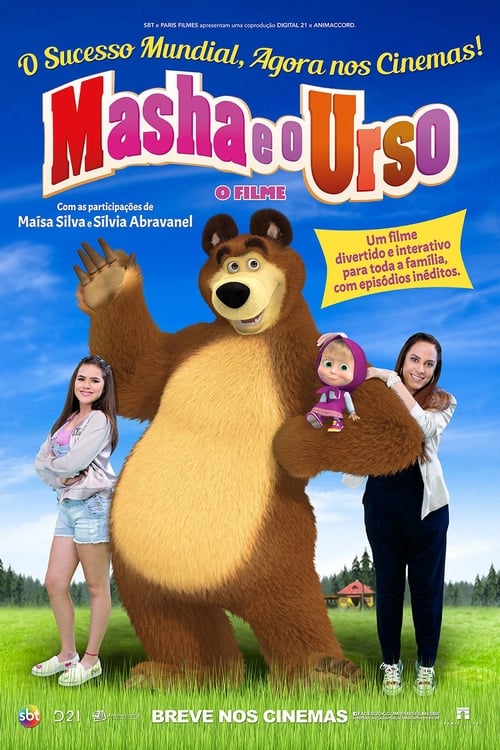 SBT e PARIS FILMES apresentam uma coprodução DIGITAL 21 e ANIMACCORD.
O Sucesso Mundial, Agora nos Cinemas!
Masha e o Urso
O FILME
Com as participações de
Maísa Silva e Sílvia Abravanel
Um filme
divertido e interativo
para toda a família,
com episódios inéditos.
sbt D21
BREVE NOS CINEMAS